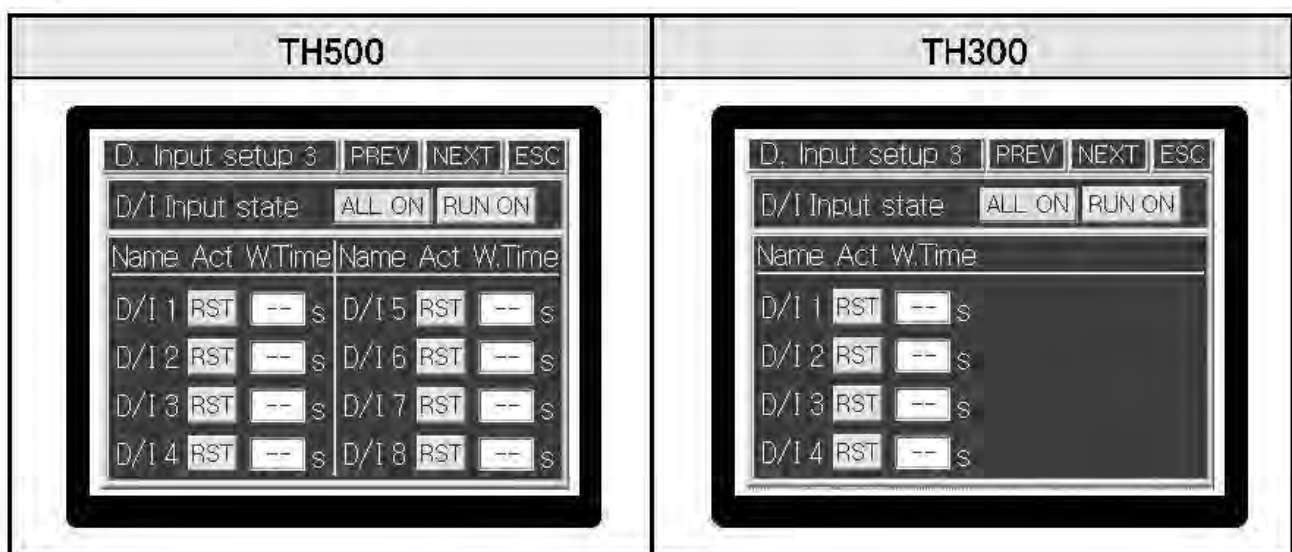 TH500
D. Input setup 3 PREV NEXT ESC
D/I Input state ALL ON RUN ON
Name Act W.Time Name Act W.Time
D/I 1 RST -- s D/I 5 RST -- s
D/I 2 RST -- s D/I 6 RST -- s
D/I 3 RST -- s D/I 7 RST -- s
D/I 4 RST -- s D/I 8 RST -- s
TH300
D. Input setup 3 PREV NEXT ESC
D/I Input state ALL ON RUN ON
Name Act W.Time
D/I 1 RST -- s
D/I 2 RST -- s
D/I 3 RST -- s
D/I 4 RST -- s